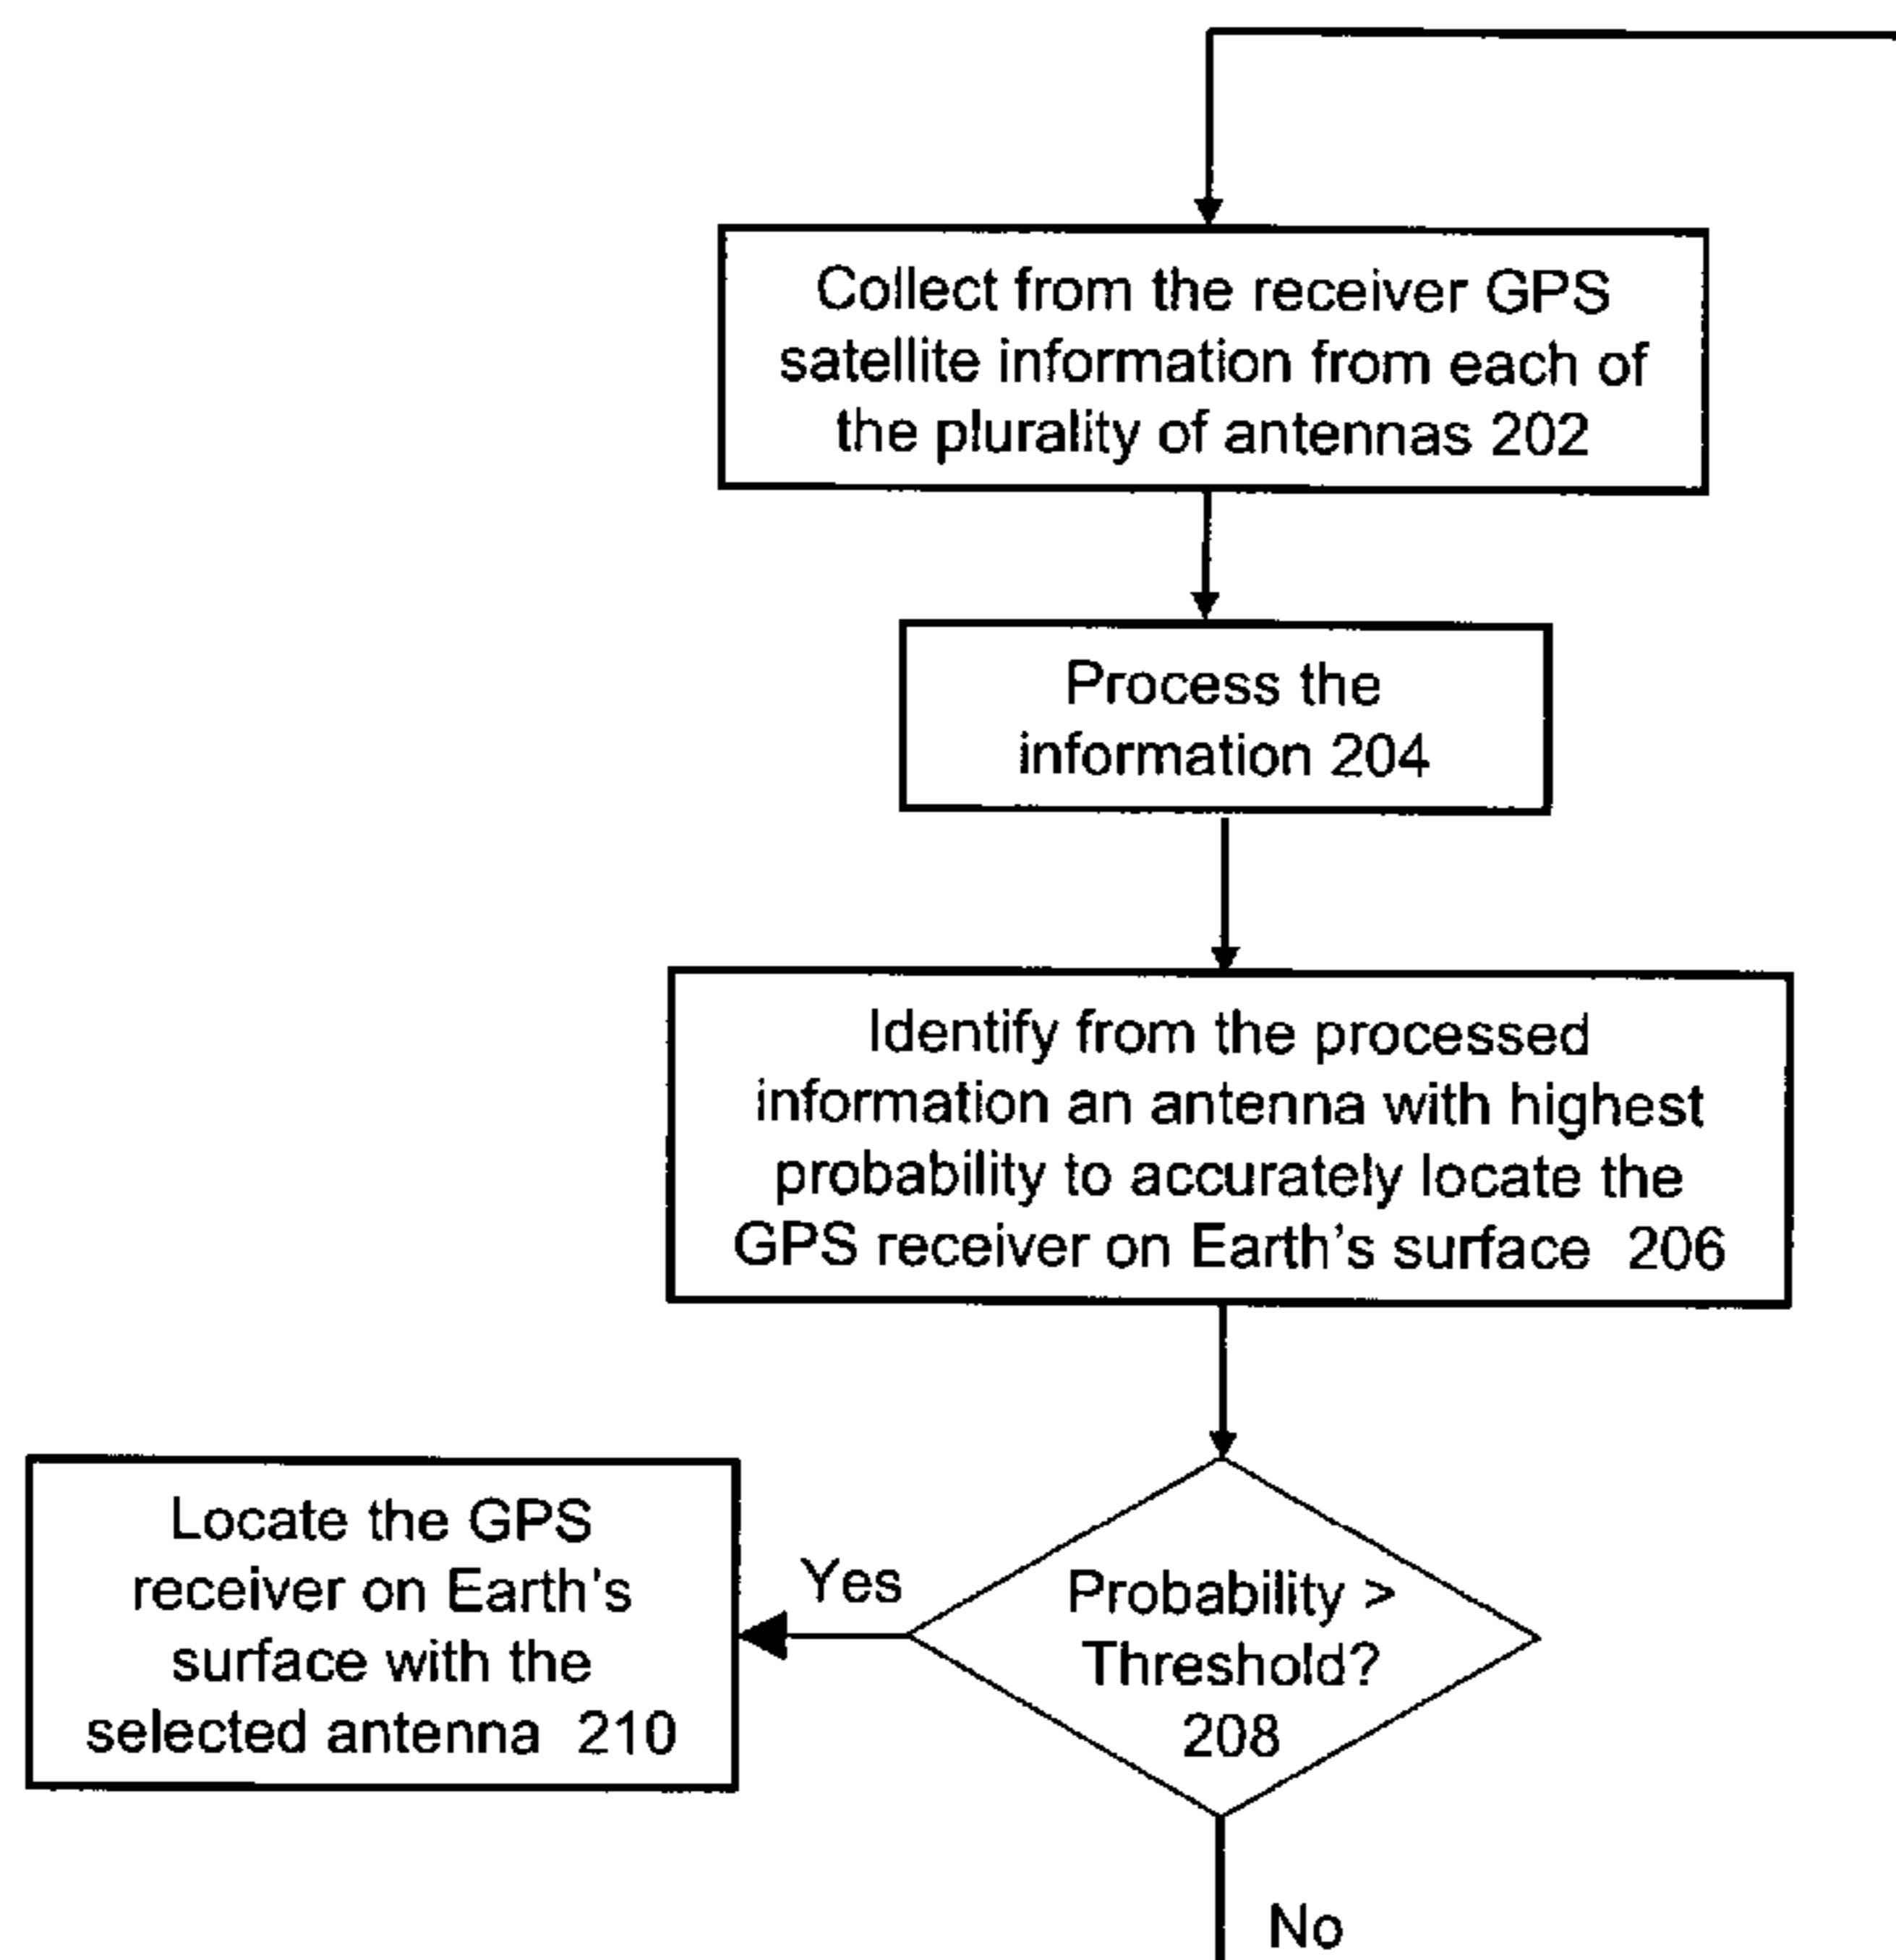 Collect from the receiver GPS
satellite information from each of
the plurality of antennas 202
Process the
information 204
Identify from the processed
information an antenna with highest
probability to accurately locate the
GPS receiver on Earth's surface 206
Locate the GPS
receiver on Earth's
surface with the
selected antenna 210
Yes
Probability >
Threshold?
208
No